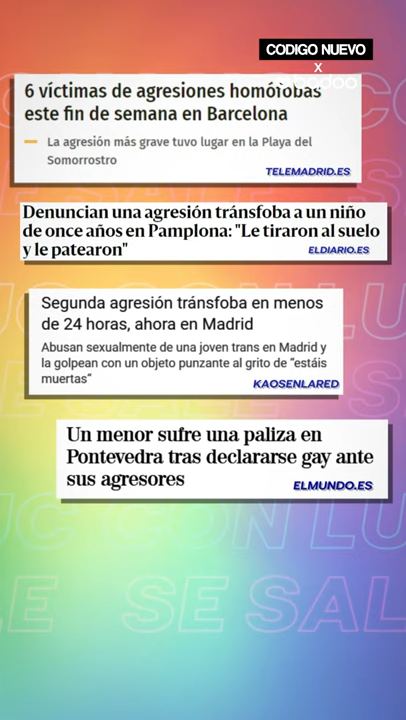 CODIGO NUEVO
x
6 víctimas de agresiones homófobas
este fin de semana en Barcelona
La agresión más grave tuvo lugar en la Playa del
Somorrostro
TELEMADRID.ES
Denuncian una agresión tránsfoba a un niño
de once años en Pamplona: "Le tiraron al suelo
y le patearon"
ELDIARIO.ES
Segunda agresión tránsfoba en menos
de 24 horas, ahora en Madrid
Abusan sexualmente de una joven trans en Madrid y
la golpean con un objeto punzante al grito de "estáis
muertas"
KAOSENLARED
Un menor sufre una paliza en
Pontevedra tras declararse gay ante
sus agresores
ELMUNDO.ES
CON LU
SE SAL